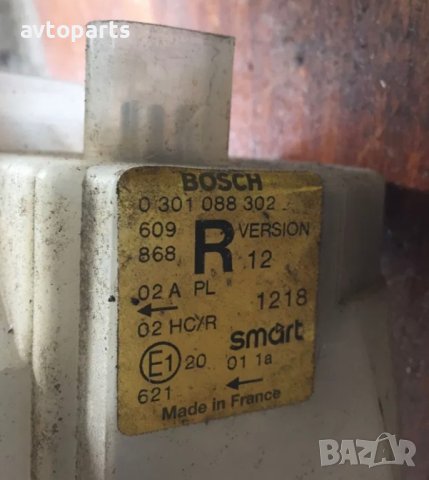 avtoparts
BOSCH
0 301 088 302
609 R VERSION
868 12
02 A PL 1218
02 HC/R smart
E1 20 01 1a
621
Made in France
BAZAR